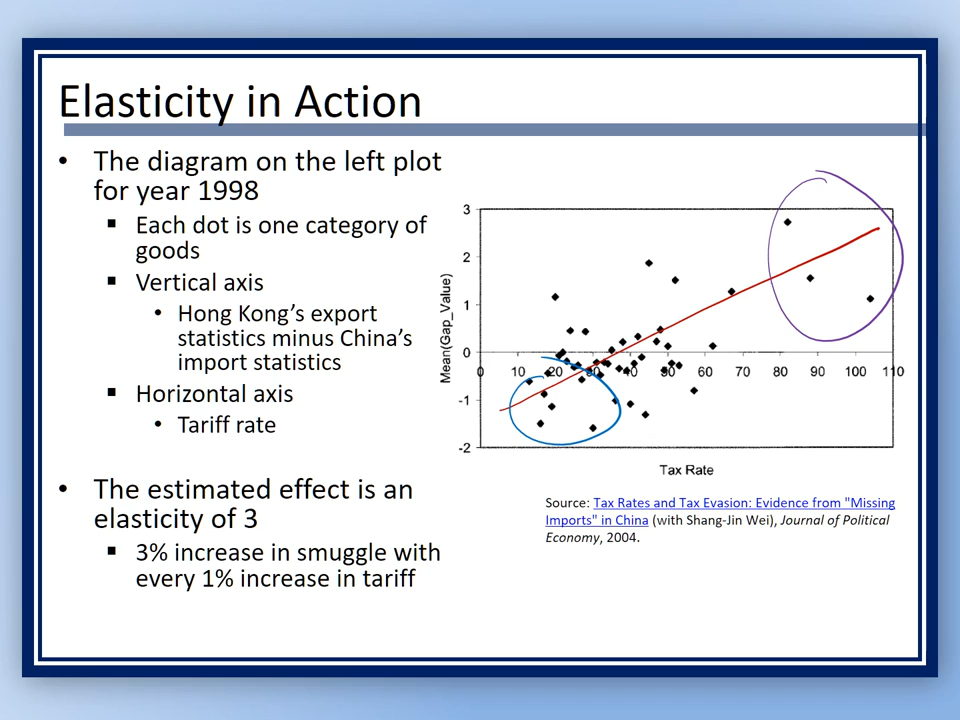 Elasticity in Action
• The diagram on the left plot
for year 1998
▪ Each dot is one category of
goods
▪ Vertical axis
• Hong Kong’s export
statistics minus China’s
import statistics
▪ Horizontal axis
• Tariff rate
• The estimated effect is an
elasticity of 3
▪ 3% increase in smuggle with
every 1% increase in tariff
Mean(Gap_Value)
3
2
1
0
-1
-2
0 10 20 30 40 50 60 70 80 90 100 110
Tax Rate
Source: Tax Rates and Tax Evasion: Evidence from "Missing
Imports" in China (with Shang-Jin Wei), Journal of Political
Economy, 2004.